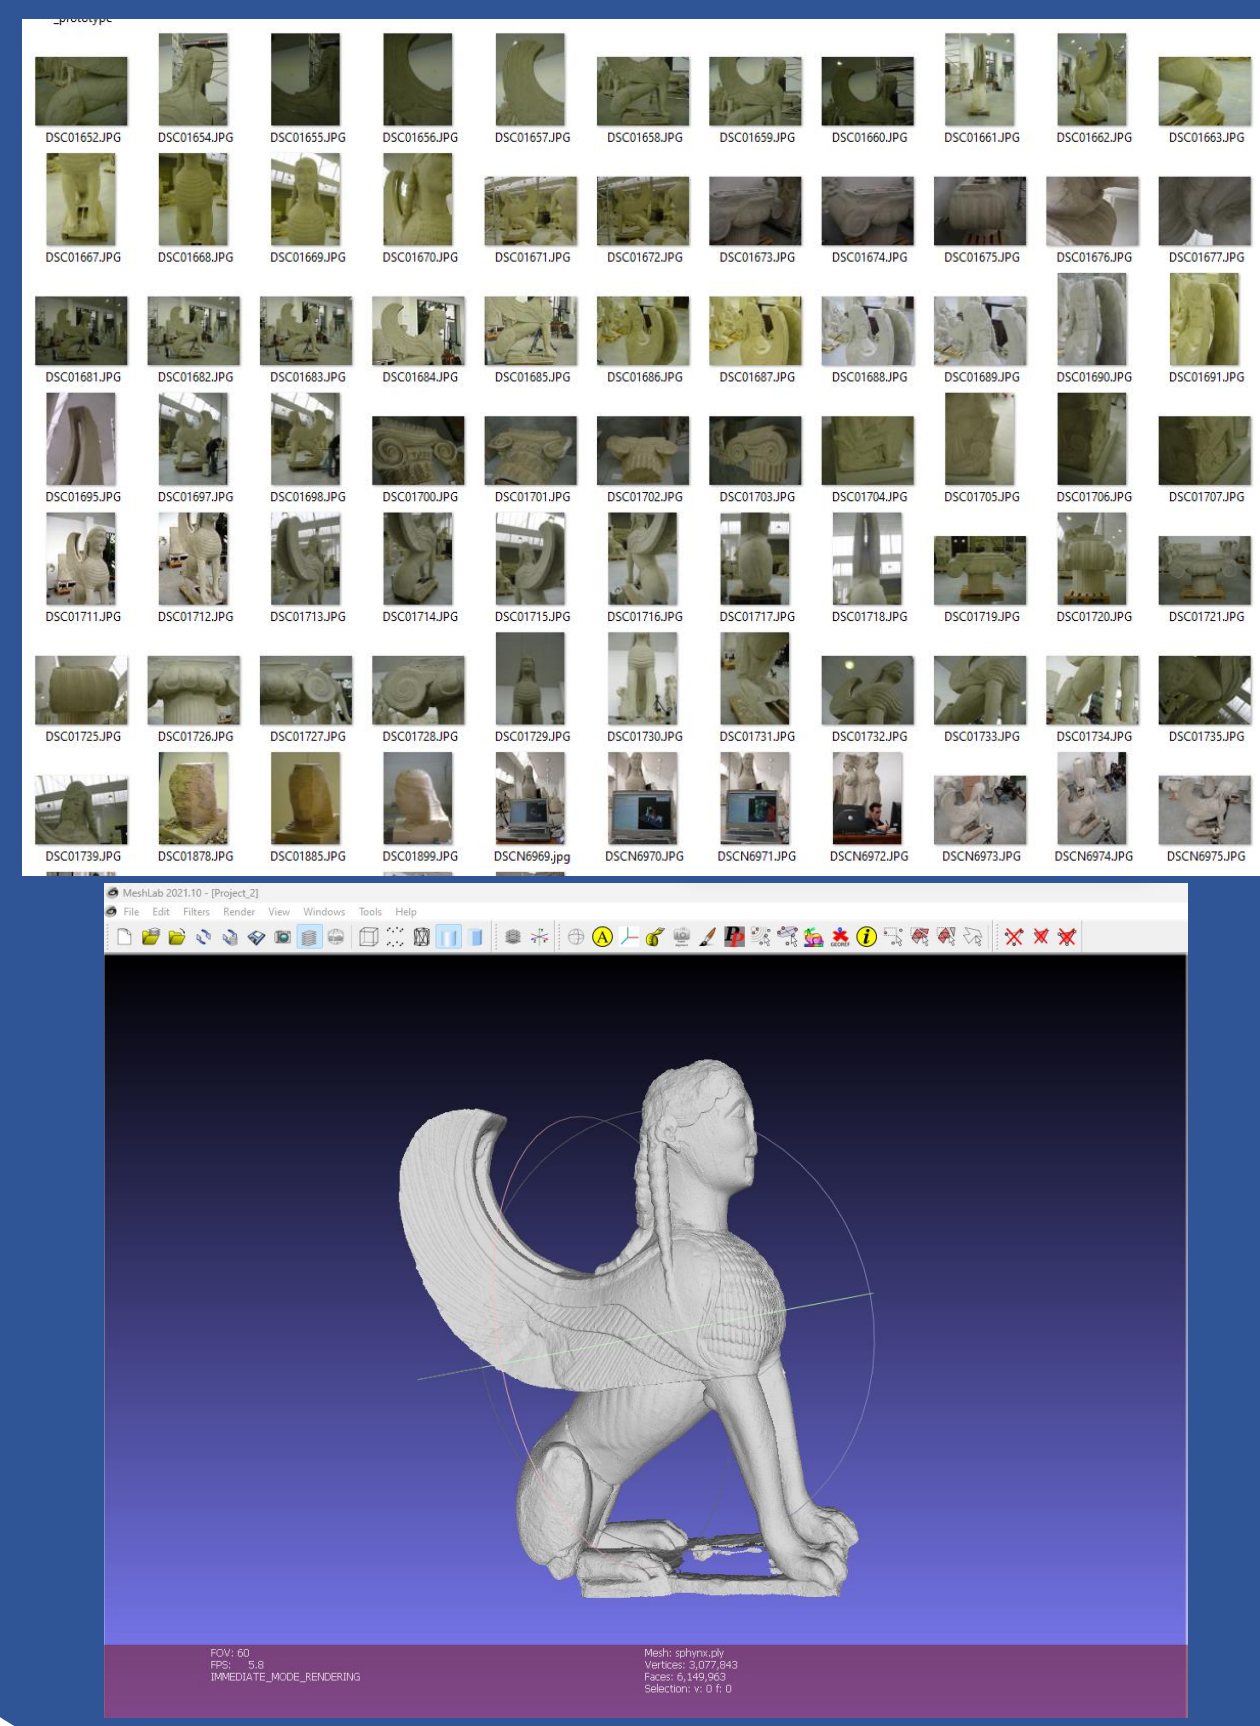 _prototype
DSC01652.JPG DSC01654.JPG DSC01655.JPG DSC01656.JPG DSC01657.JPG DSC01658.JPG DSC01659.JPG DSC01660.JPG DSC01661.JPG DSC01662.JPG DSC01663.JPG
DSC01667.JPG DSC01668.JPG DSC01669.JPG DSC01670.JPG DSC01671.JPG DSC01672.JPG DSC01673.JPG DSC01674.JPG DSC01675.JPG DSC01676.JPG DSC01677.JPG
DSC01681.JPG DSC01682.JPG DSC01683.JPG DSC01684.JPG DSC01685.JPG DSC01686.JPG DSC01687.JPG DSC01688.JPG DSC01689.JPG DSC01690.JPG DSC01691.JPG
DSC01695.JPG DSC01697.JPG DSC01698.JPG DSC01700.JPG DSC01701.JPG DSC01702.JPG DSC01703.JPG DSC01704.JPG DSC01705.JPG DSC01706.JPG DSC01707.JPG
DSC01711.JPG DSC01712.JPG DSC01713.JPG DSC01714.JPG DSC01715.JPG DSC01716.JPG DSC01717.JPG DSC01718.JPG DSC01719.JPG DSC01720.JPG DSC01721.JPG
DSC01725.JPG DSC01726.JPG DSC01727.JPG DSC01728.JPG DSC01729.JPG DSC01730.JPG DSC01731.JPG DSC01732.JPG DSC01733.JPG DSC01734.JPG DSC01735.JPG
DSC01739.JPG DSC01878.JPG DSC01885.JPG DSC01899.JPG DSCN6969.jpg DSCN6970.JPG DSCN6971.JPG DSCN6972.JPG DSCN6973.JPG DSCN6974.JPG DSCN6975.JPG
MeshLab 2021.10 - [Project_2]
File Edit Filters Render View Windows Tools Help
A Pp GEOREF i
FOV: 60
FPS: 5.8
IMMEDIATE_MODE_RENDERING
Mesh: sphynx.ply
Vertices: 3,077,843
Faces: 6,149,963
Selection: v: 0 f: 0